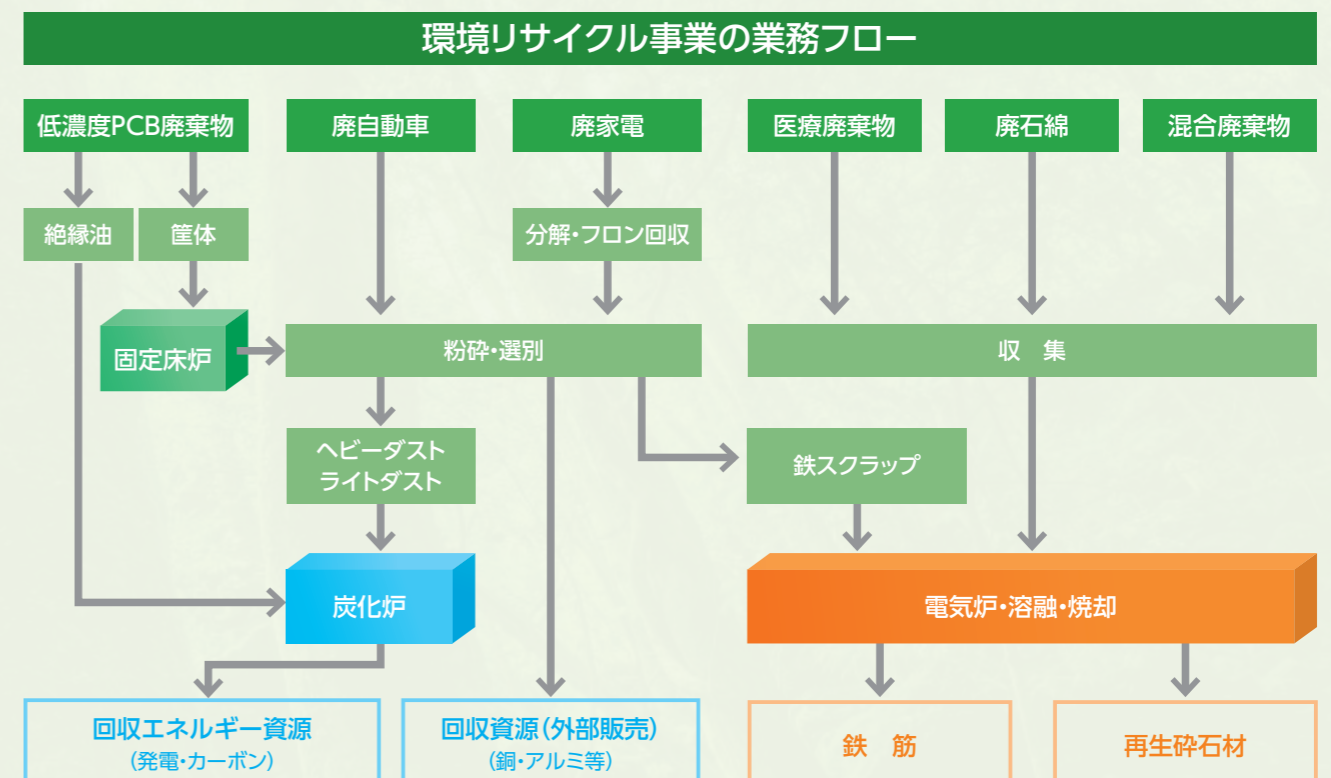 環境リサイクル事業の業務フロー
低濃度PCB廃棄物
廃自動車
廃家電
医療廃棄物
廃石綿
混合廃棄物
絶縁油
筐体
分解・フロン回収
固定床炉
粉砕・選別
収 集
ヘビーダスト
ライトダスト
鉄スクラップ
炭化炉
電気炉・溶融・焼却
回収エネルギー資源
(発電・カーボン)
回収資源(外部販売)
(銅・アルミ等)
鉄 筋
再生砕石材